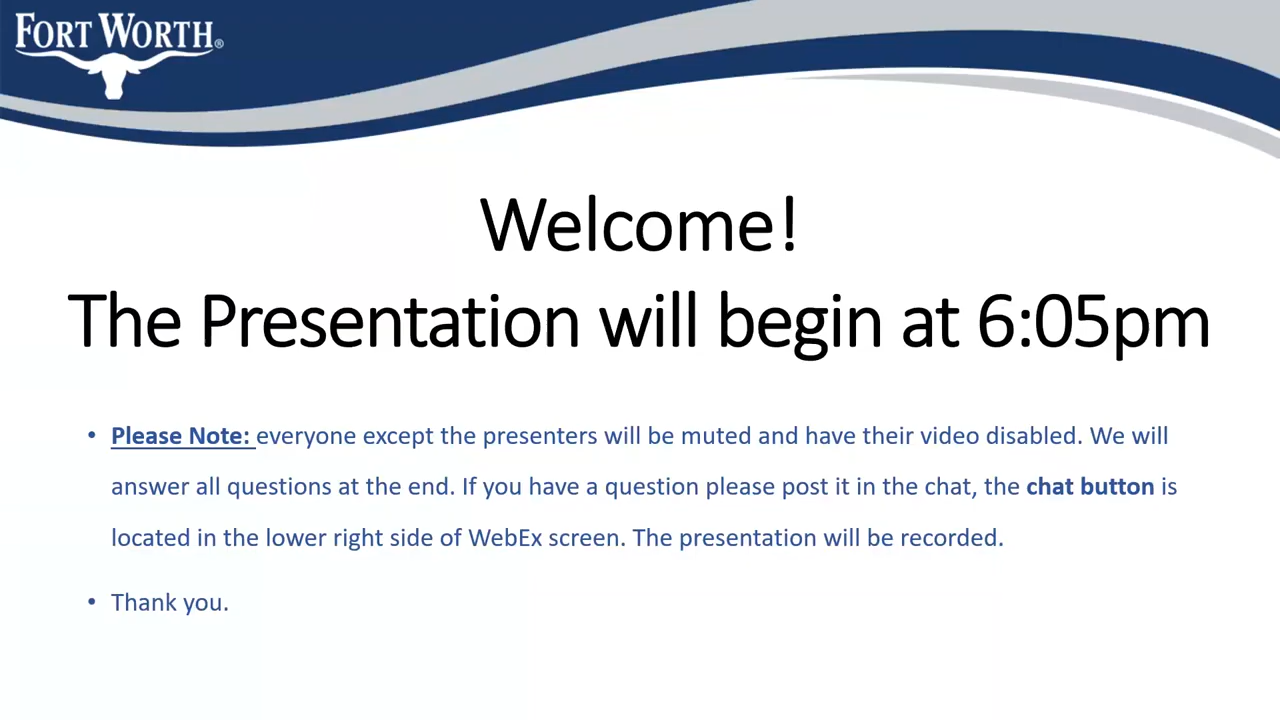 FORT WORTH®
Welcome!
The Presentation will begin at 6:05pm
• Please Note: everyone except the presenters will be muted and have their video disabled. We will
answer all questions at the end. If you have a question please post it in the chat, the chat button is
located in the lower right side of WebEx screen. The presentation will be recorded.
• Thank you.